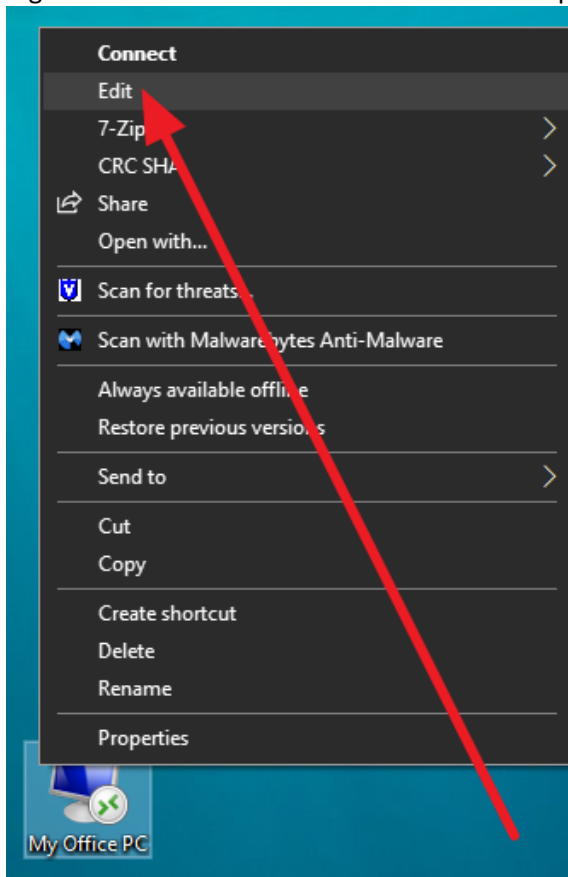 Connect
Edit
7-Zip
CRC SHA
Share
Open with...
Scan for threats...
Scan with Malwarebytes Anti-Malware
Always available offline
Restore previous versions
Send to
Cut
Copy
Create shortcut
Delete
Rename
Properties
My Office PC